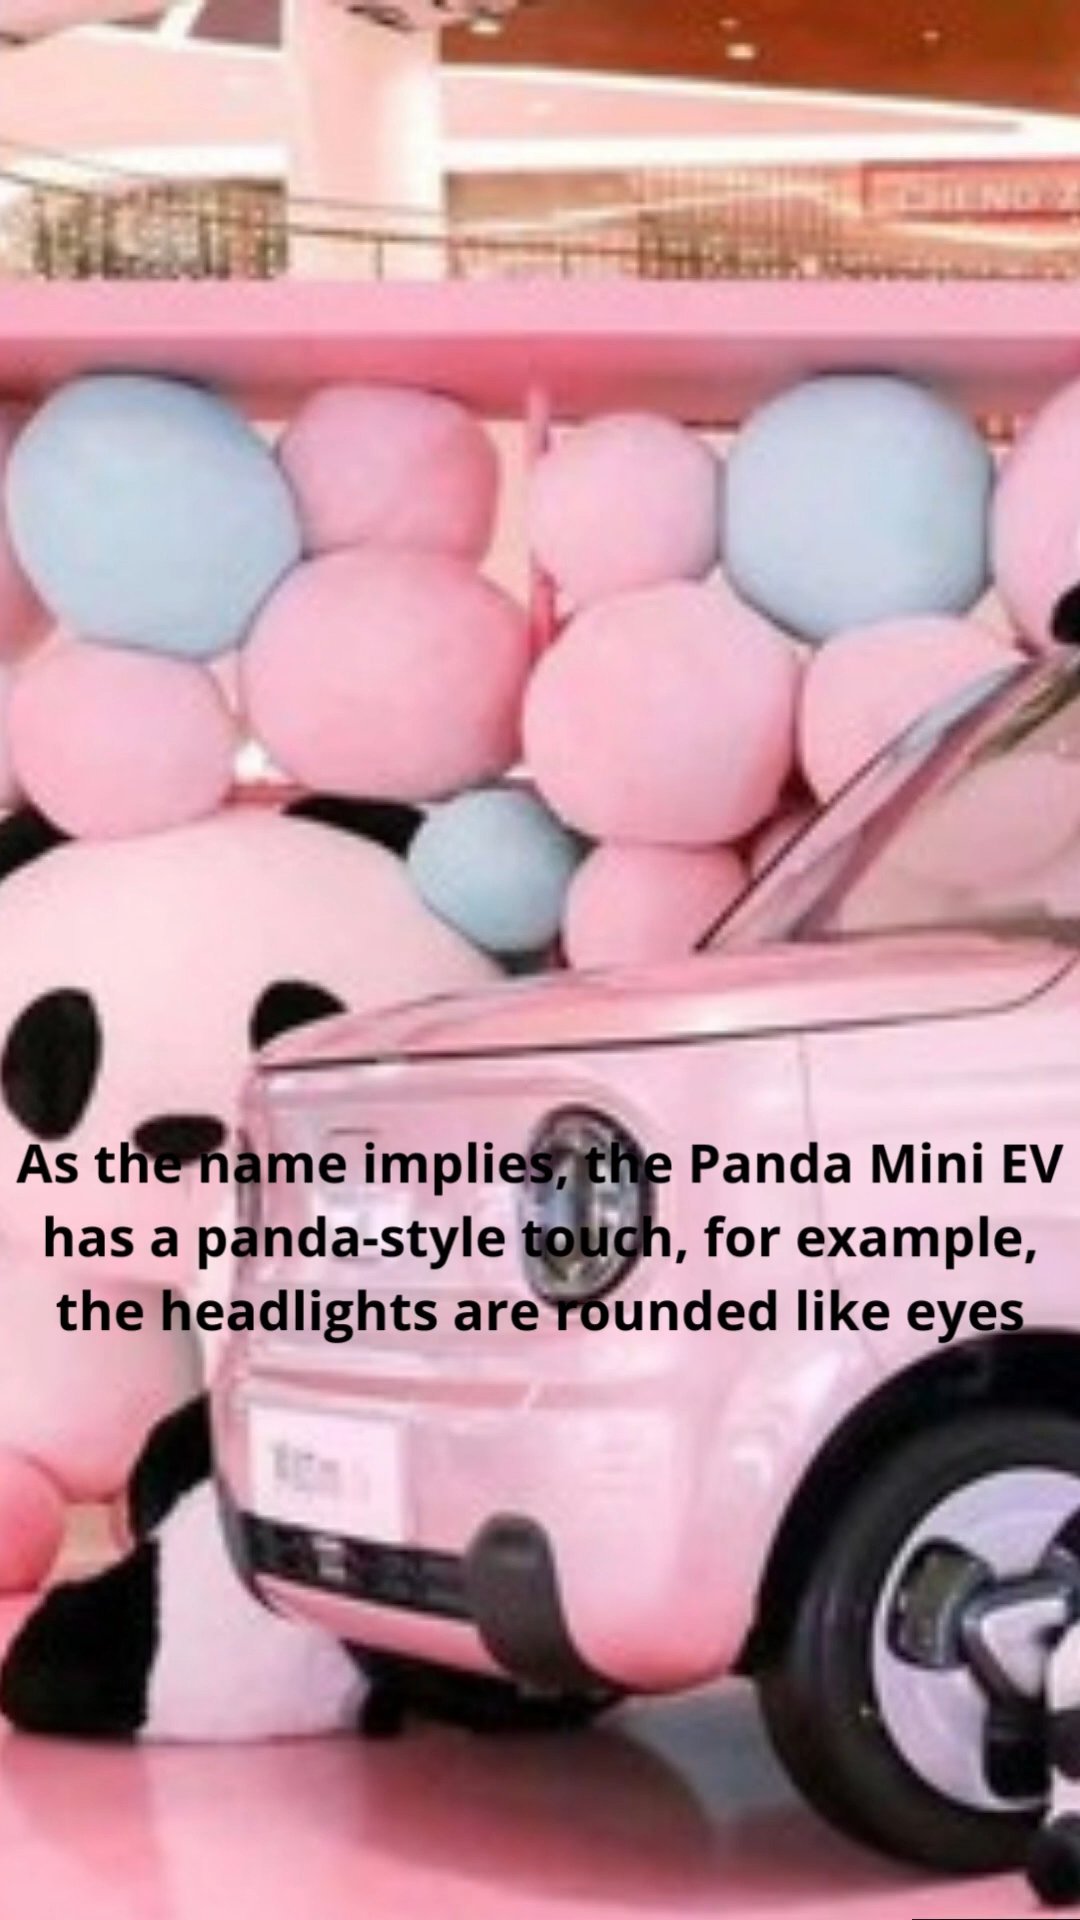 CHENG Z
As the name implies, the Panda Mini EV
has a panda-style touch, for example,
the headlights are rounded like eyes